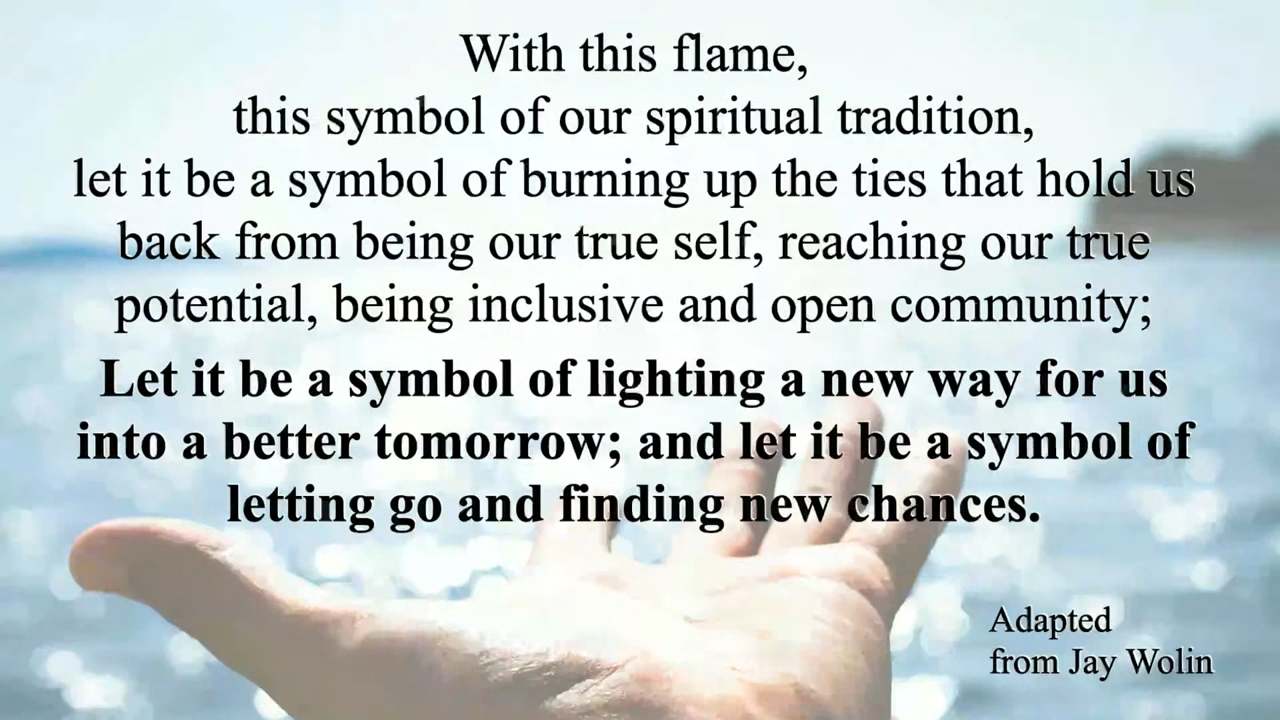 With this flame,
this symbol of our spiritual tradition,
let it be a symbol of burning up the ties that hold us
back from being our true self, reaching our true
potential, being inclusive and open community;
Let it be a symbol of lighting a new way for us
into a better tomorrow; and let it be a symbol of
letting go and finding new chances.
Adapted
from Jay Wolin